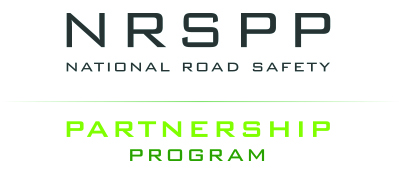 NRSPP
NATIONAL ROAD SAFETY
PARTNERSHIP
PROGRAM